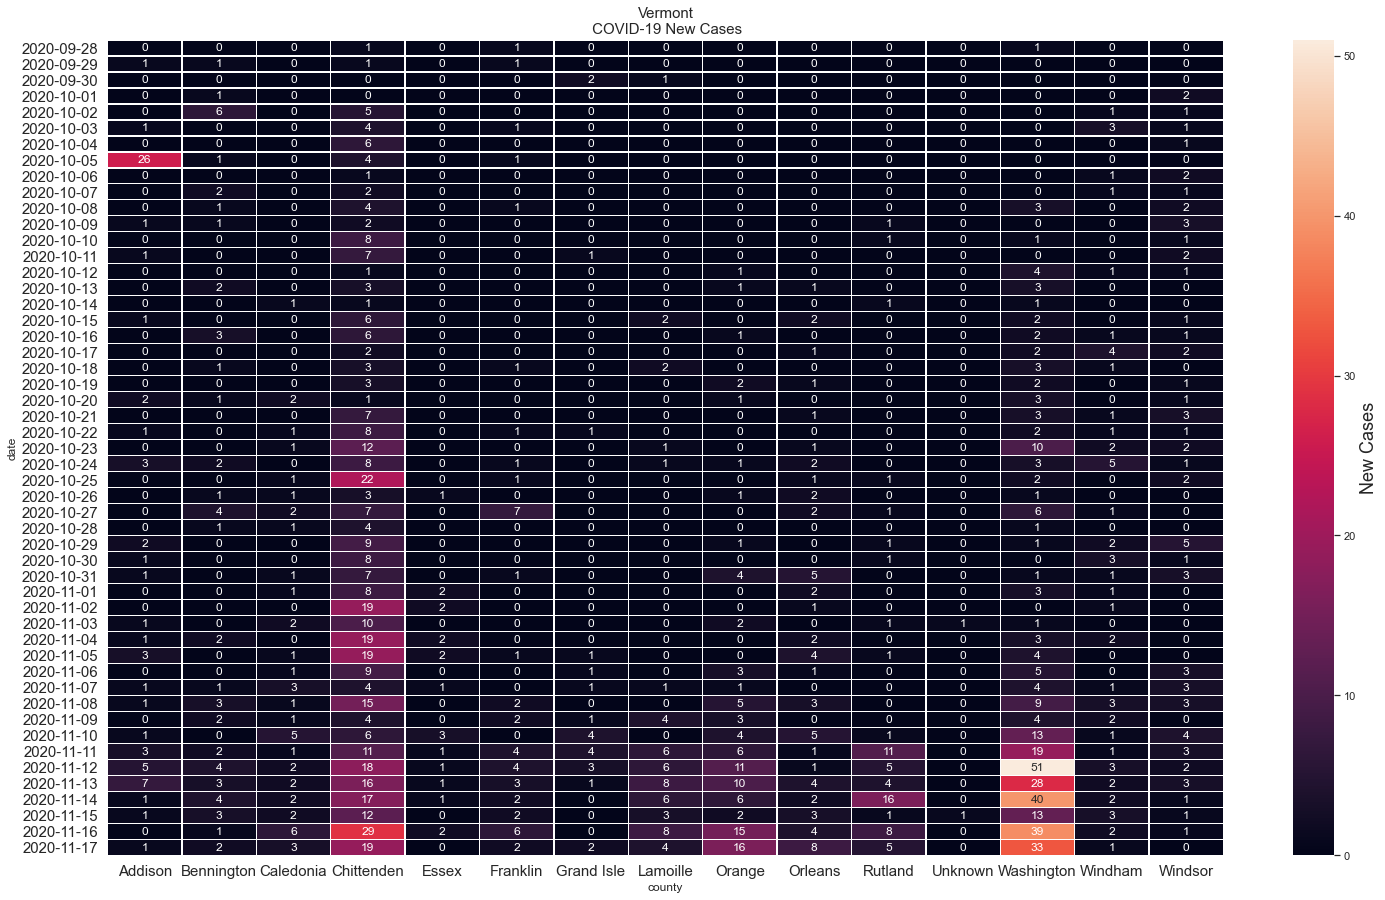 Vermont
COVID-19 New Cases
2020-09-28 0 0 0 1 0 1 0 0 0 0 0 0 1 0 0
2020-09-29 1 1 0 1 0 1 0 0 0 0 0 0 0 0 0
2020-09-30 0 0 0 0 0 0 2 1 0 0 0 0 0 0 0
2020-10-01 0 1 0 0 0 0 0 0 0 0 0 0 0 0 2
2020-10-02 0 6 0 5 0 0 0 0 0 0 0 0 0 1 1
2020-10-03 1 0 0 4 0 1 0 0 0 0 0 0 0 3 1
2020-10-04 0 0 0 6 0 0 0 0 0 0 0 0 0 0 1
2020-10-05 26 1 0 4 0 1 0 0 0 0 0 0 0 0 0
2020-10-06 0 0 0 1 0 0 0 0 0 0 0 0 0 1 2
2020-10-07 0 2 0 2 0 0 0 0 0 0 0 0 0 1 1
2020-10-08 0 1 0 4 0 1 0 0 0 0 0 0 3 0 2
2020-10-09 1 1 0 2 0 0 0 0 0 0 1 0 0 0 3
2020-10-10 0 0 0 8 0 0 0 0 0 0 1 0 1 0 1
2020-10-11 1 0 0 7 0 0 1 0 0 0 0 0 0 0 2
2020-10-12 0 0 0 1 0 0 0 0 1 0 0 0 4 1 1
2020-10-13 0 2 0 3 0 0 0 0 1 1 0 0 3 0 0
2020-10-14 0 0 1 1 0 0 0 0 0 0 1 0 1 0 0
2020-10-15 1 0 0 6 0 0 0 2 0 2 0 0 2 0 1
2020-10-16 0 3 0 6 0 0 0 0 1 0 0 0 2 1 1
2020-10-17 0 0 0 2 0 0 0 0 0 1 0 0 2 4 2
2020-10-18 0 1 0 3 0 1 0 2 0 0 0 0 3 1 0
2020-10-19 0 0 0 3 0 0 0 0 2 1 0 0 2 0 1
2020-10-20 2 1 2 1 0 0 0 0 1 0 0 0 3 0 1
2020-10-21 0 0 0 7 0 0 0 0 0 1 0 0 3 1 3
2020-10-22 1 0 1 8 0 1 1 0 0 0 0 0 2 1 1
2020-10-23 0 0 1 12 0 0 0 1 0 1 0 0 10 2 2
2020-10-24 3 2 0 8 0 1 0 1 1 2 0 0 3 5 1
2020-10-25 0 0 1 22 0 1 0 0 0 1 1 0 2 0 2
2020-10-26 0 1 1 3 1 0 0 0 1 2 0 0 1 0 0
2020-10-27 0 4 2 7 0 7 0 0 0 2 1 0 6 1 0
2020-10-28 0 1 1 4 0 0 0 0 0 0 0 0 1 0 0
2020-10-29 2 0 0 9 0 0 0 0 1 0 1 0 1 2 5
2020-10-30 1 0 0 8 0 0 0 0 0 0 1 0 0 3 1
2020-10-31 1 0 1 7 0 1 0 0 4 5 0 0 1 1 3
2020-11-01 0 0 1 8 2 0 0 0 0 2 0 0 3 1 0
2020-11-02 0 0 0 19 2 0 0 0 0 1 0 0 0 1 0
2020-11-03 1 0 2 10 0 0 0 0 2 0 1 1 1 0 0
2020-11-04 1 2 0 19 2 0 0 0 0 2 0 0 3 2 0
2020-11-05 3 0 1 19 2 1 1 0 0 4 1 0 4 0 0
2020-11-06 0 0 1 9 0 0 1 0 3 1 0 0 5 0 3
2020-11-07 1 1 3 4 1 0 1 1 1 0 0 0 4 1 3
2020-11-08 1 3 1 15 0 2 0 0 5 3 0 0 9 3 3
2020-11-09 0 2 1 4 0 2 1 4 3 0 0 0 4 2 0
2020-11-10 1 0 5 6 3 0 4 0 4 5 1 0 13 1 4
2020-11-11 3 2 1 11 1 4 4 6 6 1 11 0 19 1 3
2020-11-12 5 4 2 18 1 4 3 6 11 1 5 0 51 3 2
2020-11-13 7 3 2 16 1 3 1 8 10 4 4 0 28 2 3
2020-11-14 1 4 2 17 1 2 0 6 6 2 16 0 40 2 1
2020-11-15 1 3 2 12 0 2 0 3 2 3 1 1 13 3 1
2020-11-16 0 1 6 29 2 6 0 8 15 4 8 0 39 2 1
2020-11-17 1 2 3 19 0 2 2 4 16 8 5 0 33 1 0
Addison Bennington Caledonia Chittenden Essex Franklin Grand Isle Lamoille Orange Orleans Rutland Unknown Washington Windham Windsor
county
date
50
40
30
20
10
0
New Cases